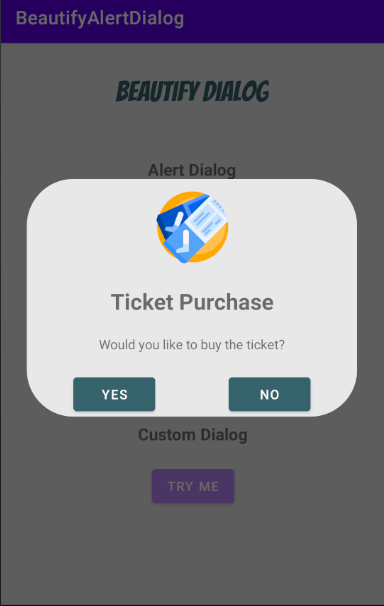 BeautifyAlertDialog
BEAUTIFY DIALOG
Alert Dialog
Ticket Purchase
Would you like to buy the ticket?
YES
NO
Custom Dialog
TRY ME